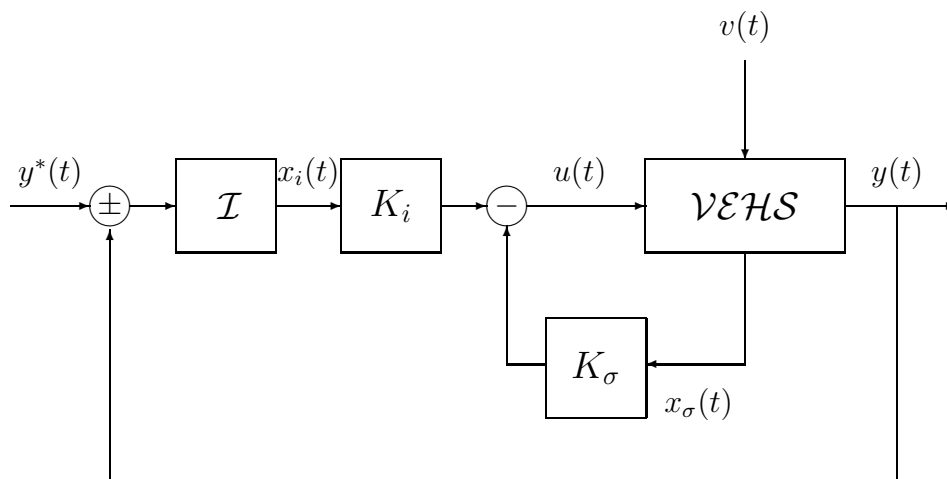 v(t)
y*(t)
±
𝓘
x_i(t)
K_i
−
u(t)
𝒱ℰℋ𝒮
y(t)
K_σ
x_σ(t)